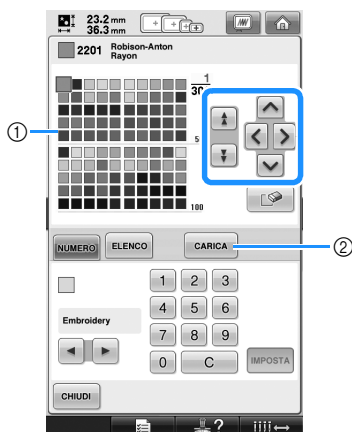 23.2 mm
36.3 mm
2201 Robison-Anton
Rayon
1
30
①
5
100
NUMERO ELENCO CARICA ②
1 2 3
Embroidery 4 5 6
7 8 9
0 C IMPOSTA
CHIUDI
?